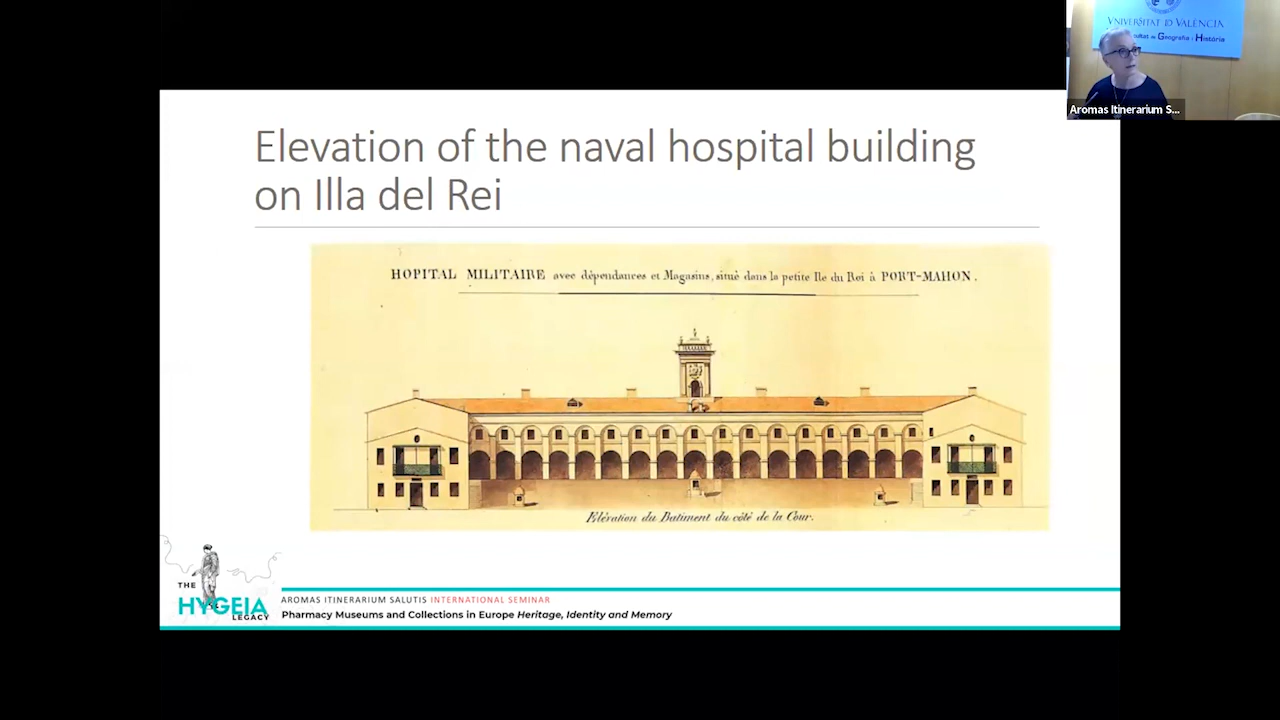 VNIVERSITAT ID VALÈNCIA
Facultat de Geografia i Història
Aromas Itinerarium S...
Elevation of the naval hospital building
on Illa del Rei
HOPITAL MILITAIRE avec dépendances et Magasins, situé dans la petite Ile du Roi à PORT-MAHON.
Elévation du Batiment du côté de la Cour.
THE
HYGEIA
LEGACY
AROMAS ITINERARIUM SALUTIS INTERNATIONAL SEMINAR
Pharmacy Museums and Collections in Europe Heritage, Identity and Memory